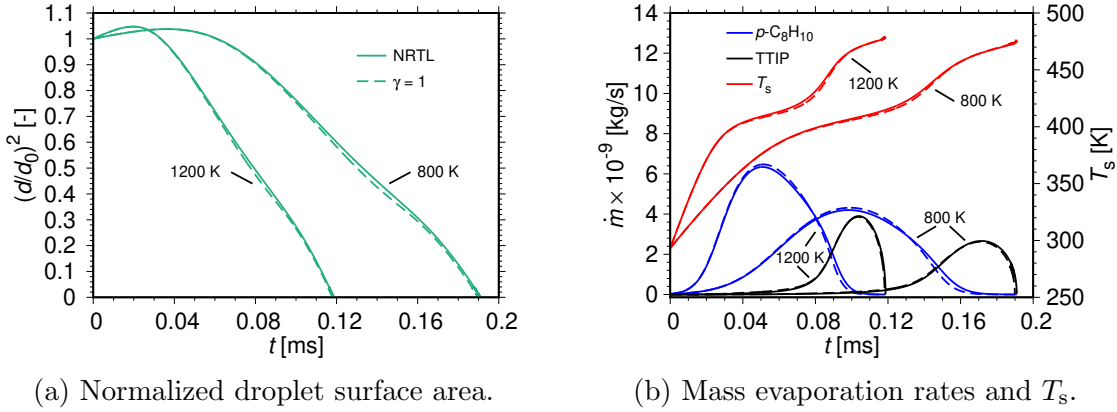 1.1
1
0.9
0.8
0.7
0.6
0.5
0.4
0.3
0.2
0.1
0
(d/d₀)² [-]
NRTL
γ = 1
1200 K
800 K
0 0.04 0.08 0.12 0.16 0.2
t [ms]
(a) Normalized droplet surface area.
14
12
10
8
6
4
2
0
ṁ × 10⁻⁹ [kg/s]
p-C₈H₁₀
TTIP
Tₛ
1200 K
800 K
800 K
1200 K
500
450
400
350
300
250
Tₛ [K]
0 0.04 0.08 0.12 0.16 0.2
t [ms]
(b) Mass evaporation rates and Tₛ.